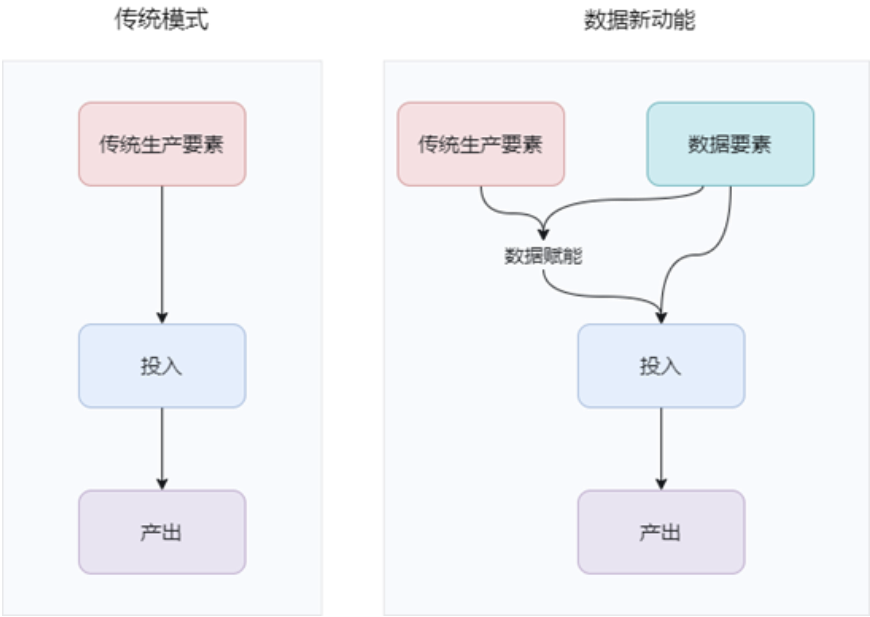 传统模式
传统生产要素
投入
产出
数据新动能
传统生产要素
数据要素
数据赋能
投入
产出